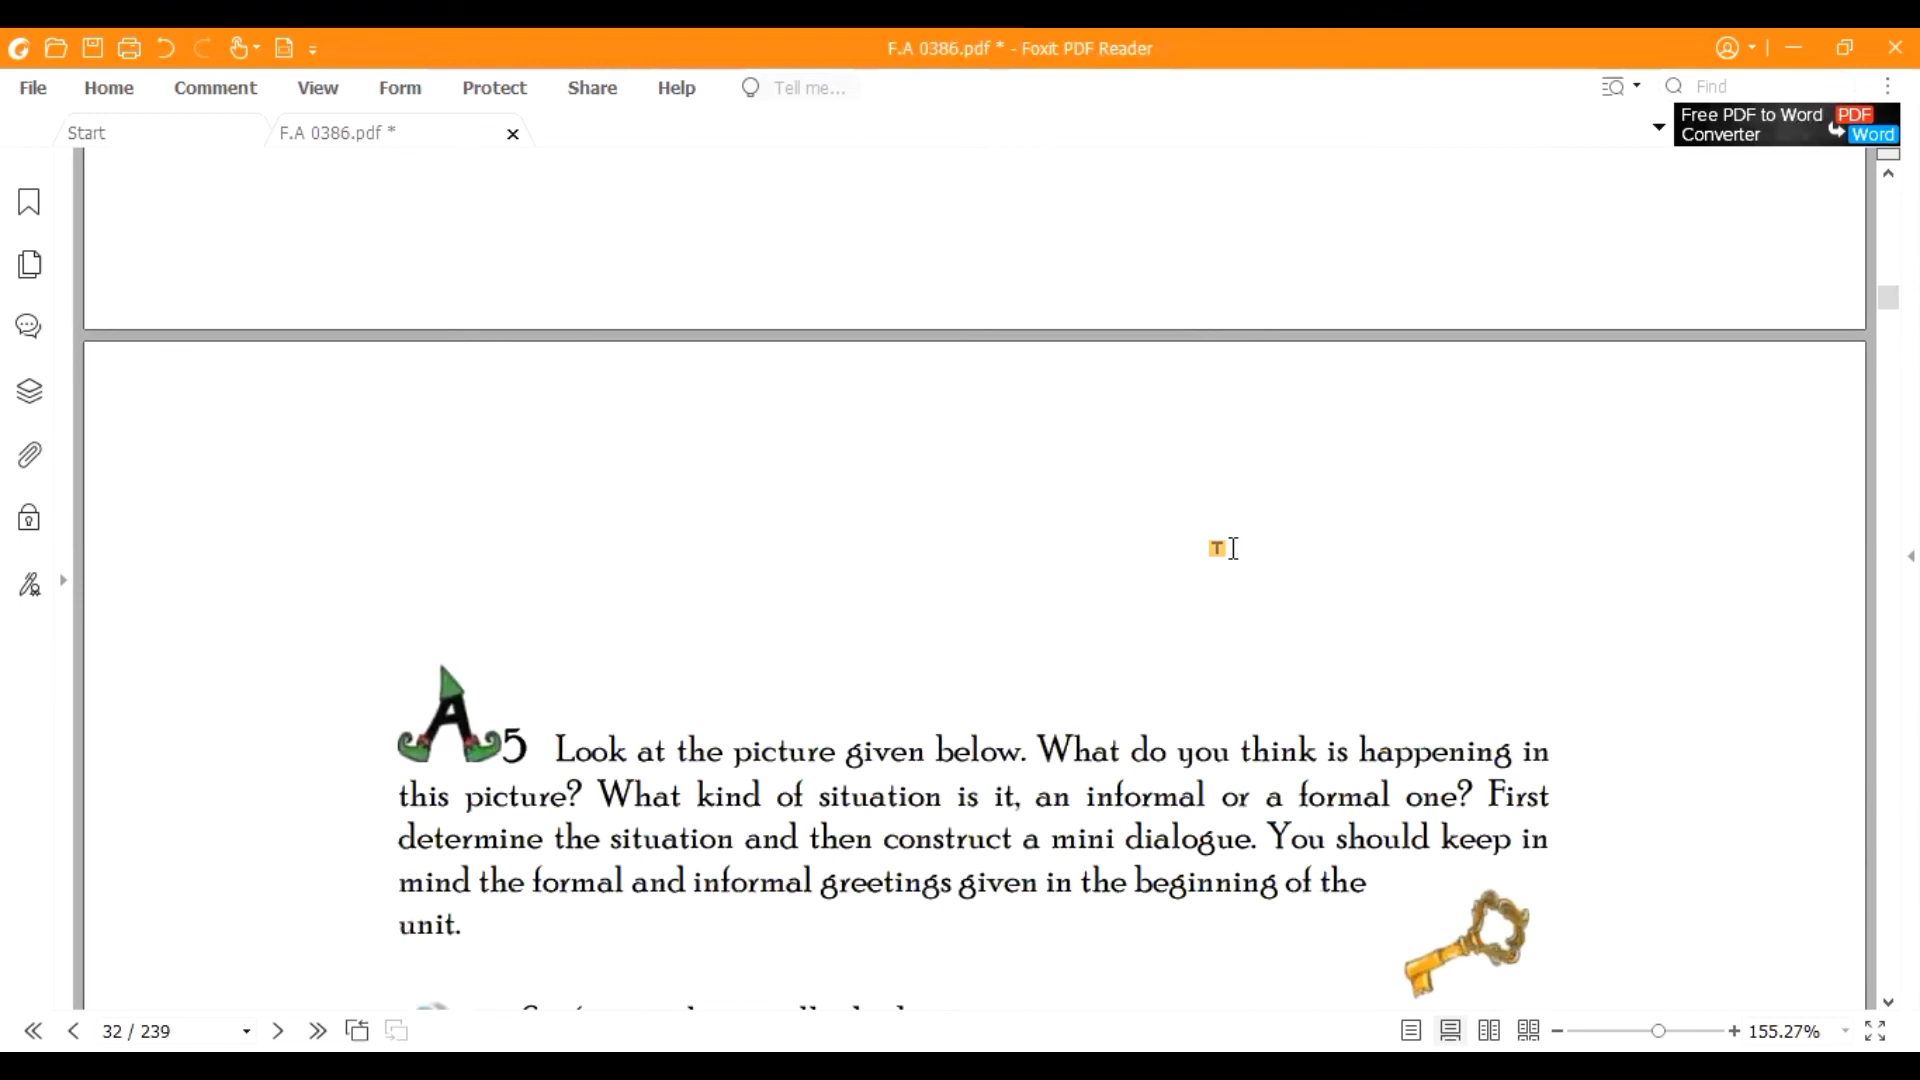 F.A 0386.pdf * - Foxit PDF Reader
File Home Comment View Form Protect Share Help Tell me... Find
Free PDF to Word Converter PDF Word
Start F.A 0386.pdf *
T
A5 Look at the picture given below. What do you think is happening in
this picture? What kind of situation is it, an informal or a formal one? First
determine the situation and then construct a mini dialogue. You should keep in
mind the formal and informal greetings given in the beginning of the
unit.
32 / 239 155.27%